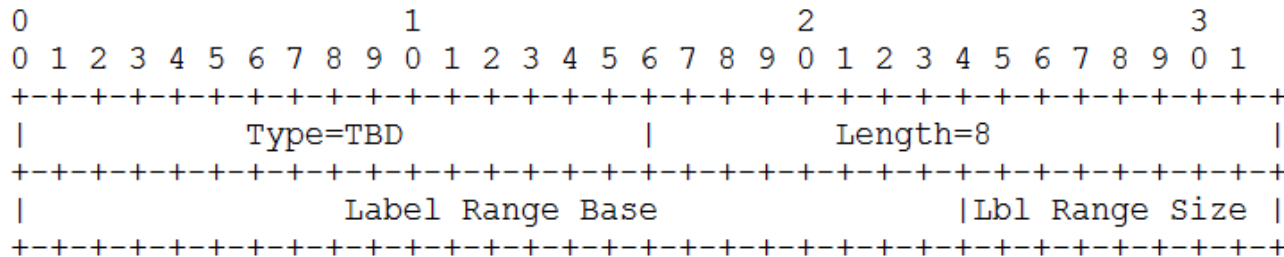 0                   1                   2                   3
0 1 2 3 4 5 6 7 8 9 0 1 2 3 4 5 6 7 8 9 0 1 2 3 4 5 6 7 8 9 0 1
+-+-+-+-+-+-+-+-+-+-+-+-+-+-+-+-+-+-+-+-+-+-+-+-+-+-+-+-+-+-+-+-+
|           Type=TBD            |         Length=8              |
+-+-+-+-+-+-+-+-+-+-+-+-+-+-+-+-+-+-+-+-+-+-+-+-+-+-+-+-+-+-+-+-+
|                Label Range Base               |Lbl Range Size |
+-+-+-+-+-+-+-+-+-+-+-+-+-+-+-+-+-+-+-+-+-+-+-+-+-+-+-+-+-+-+-+-+